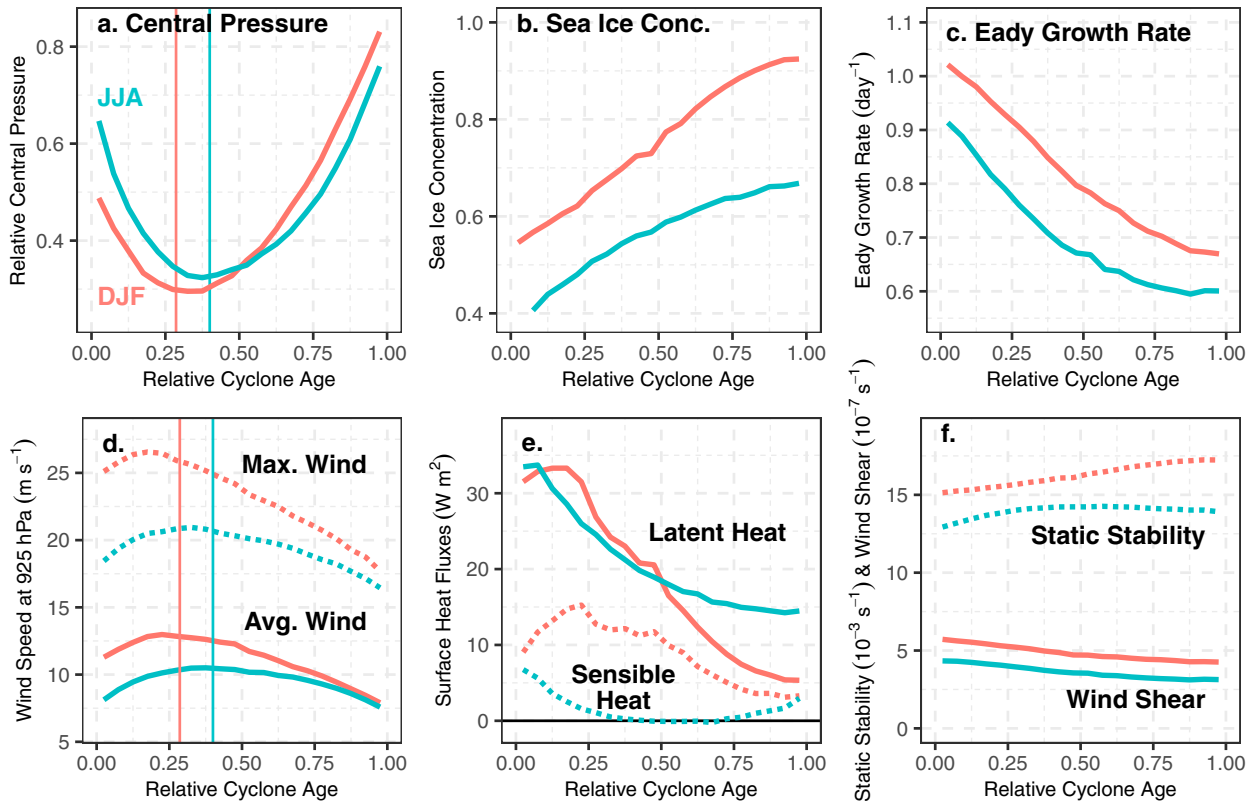 a. Central Pressure
JJA
DJF
Relative Central Pressure
0.8
0.6
0.4
0.00 0.25 0.50 0.75 1.00
Relative Cyclone Age
b. Sea Ice Conc.
Sea Ice Concentration
1.0
0.8
0.6
0.4
0.00 0.25 0.50 0.75 1.00
Relative Cyclone Age
c. Eady Growth Rate
Eady Growth Rate (day⁻¹)
1.1
1.0
0.9
0.8
0.7
0.6
0.00 0.25 0.50 0.75 1.00
Relative Cyclone Age
d.
Max. Wind
Avg. Wind
Wind Speed at 925 hPa (m s⁻¹)
25
20
15
10
5
0.00 0.25 0.50 0.75 1.00
Relative Cyclone Age
e.
Latent Heat
Sensible
Heat
Surface Heat Fluxes (W m²)
30
20
10
0
0.00 0.25 0.50 0.75 1.00
Relative Cyclone Age
f.
Static Stability
Wind Shear
Static Stability (10⁻³ s⁻¹) & Wind Shear (10⁻⁷ s⁻¹)
15
10
5
0
0.00 0.25 0.50 0.75 1.00
Relative Cyclone Age